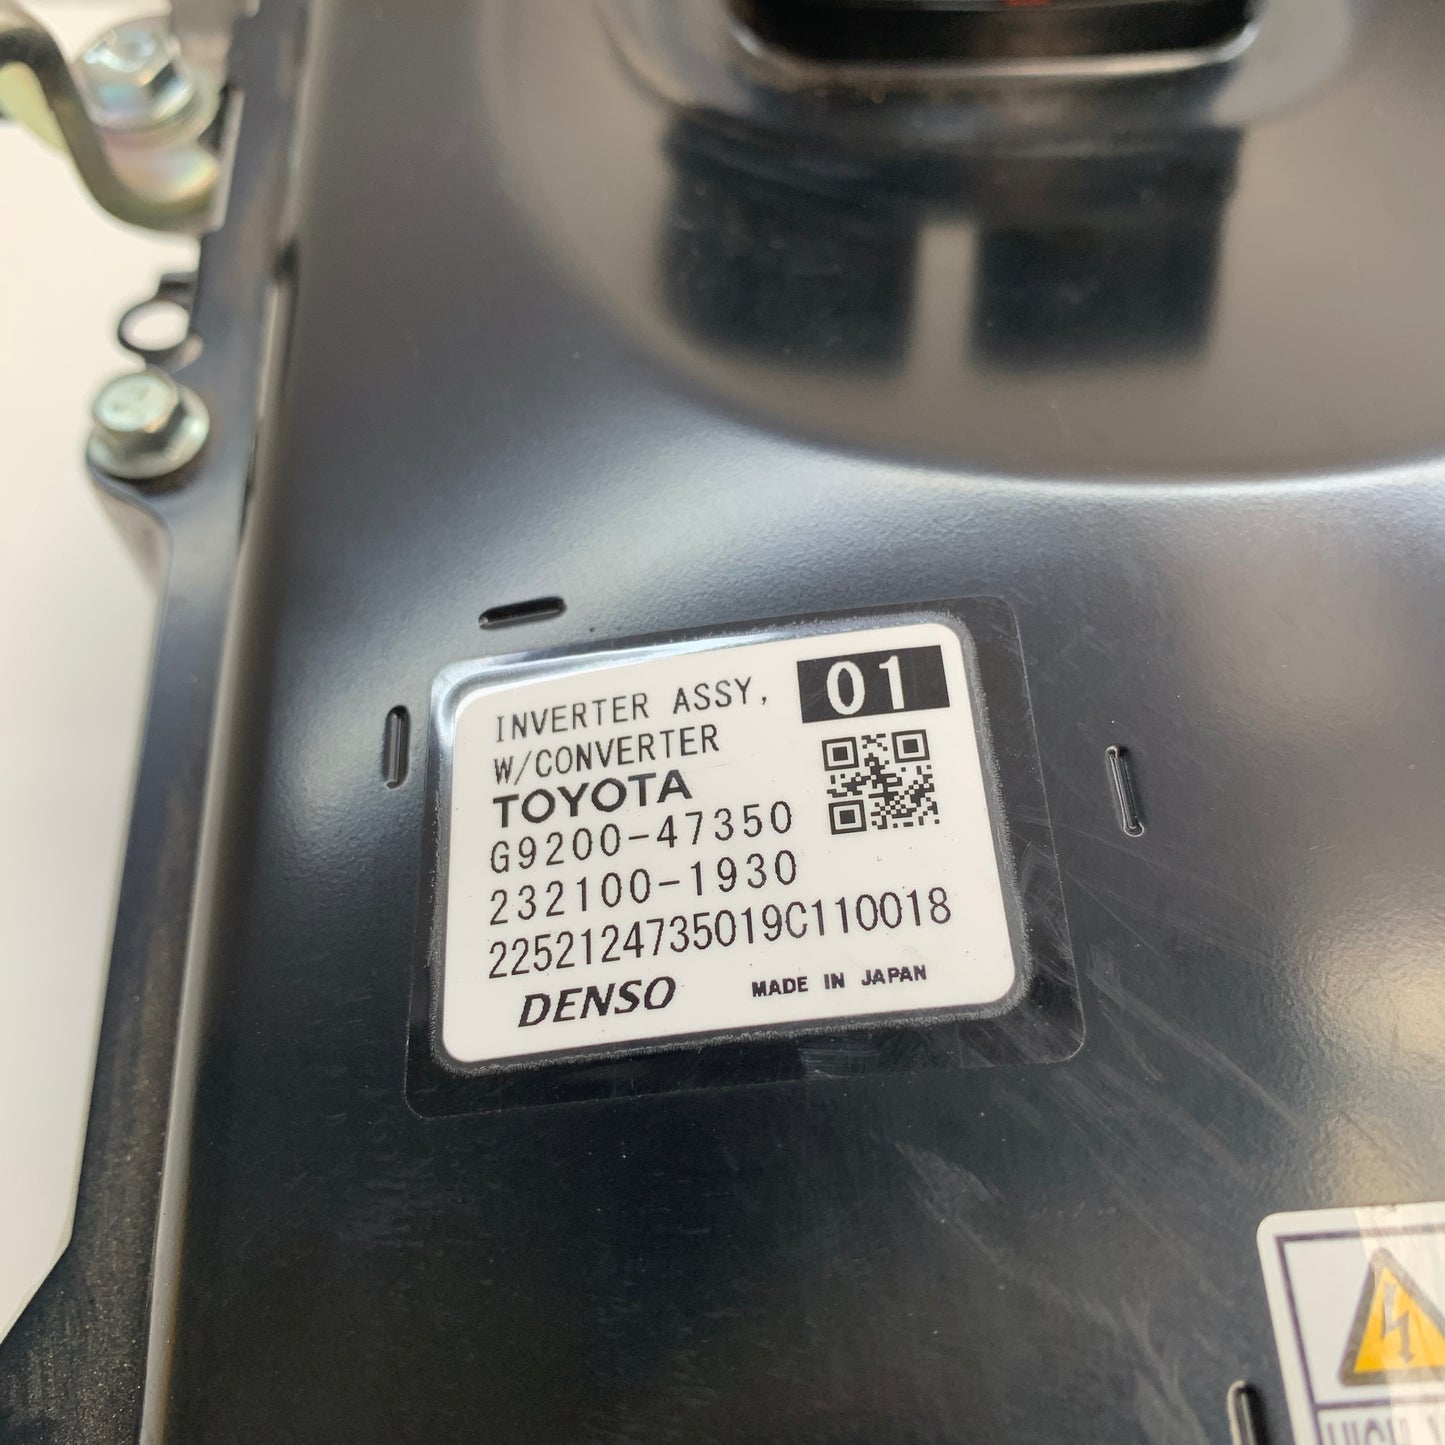 INVERTER ASSY, 01
W/CONVERTER
TOYOTA
G9200-47350
232100-1930
2252124735019C110018
DENSO MADE IN JAPAN